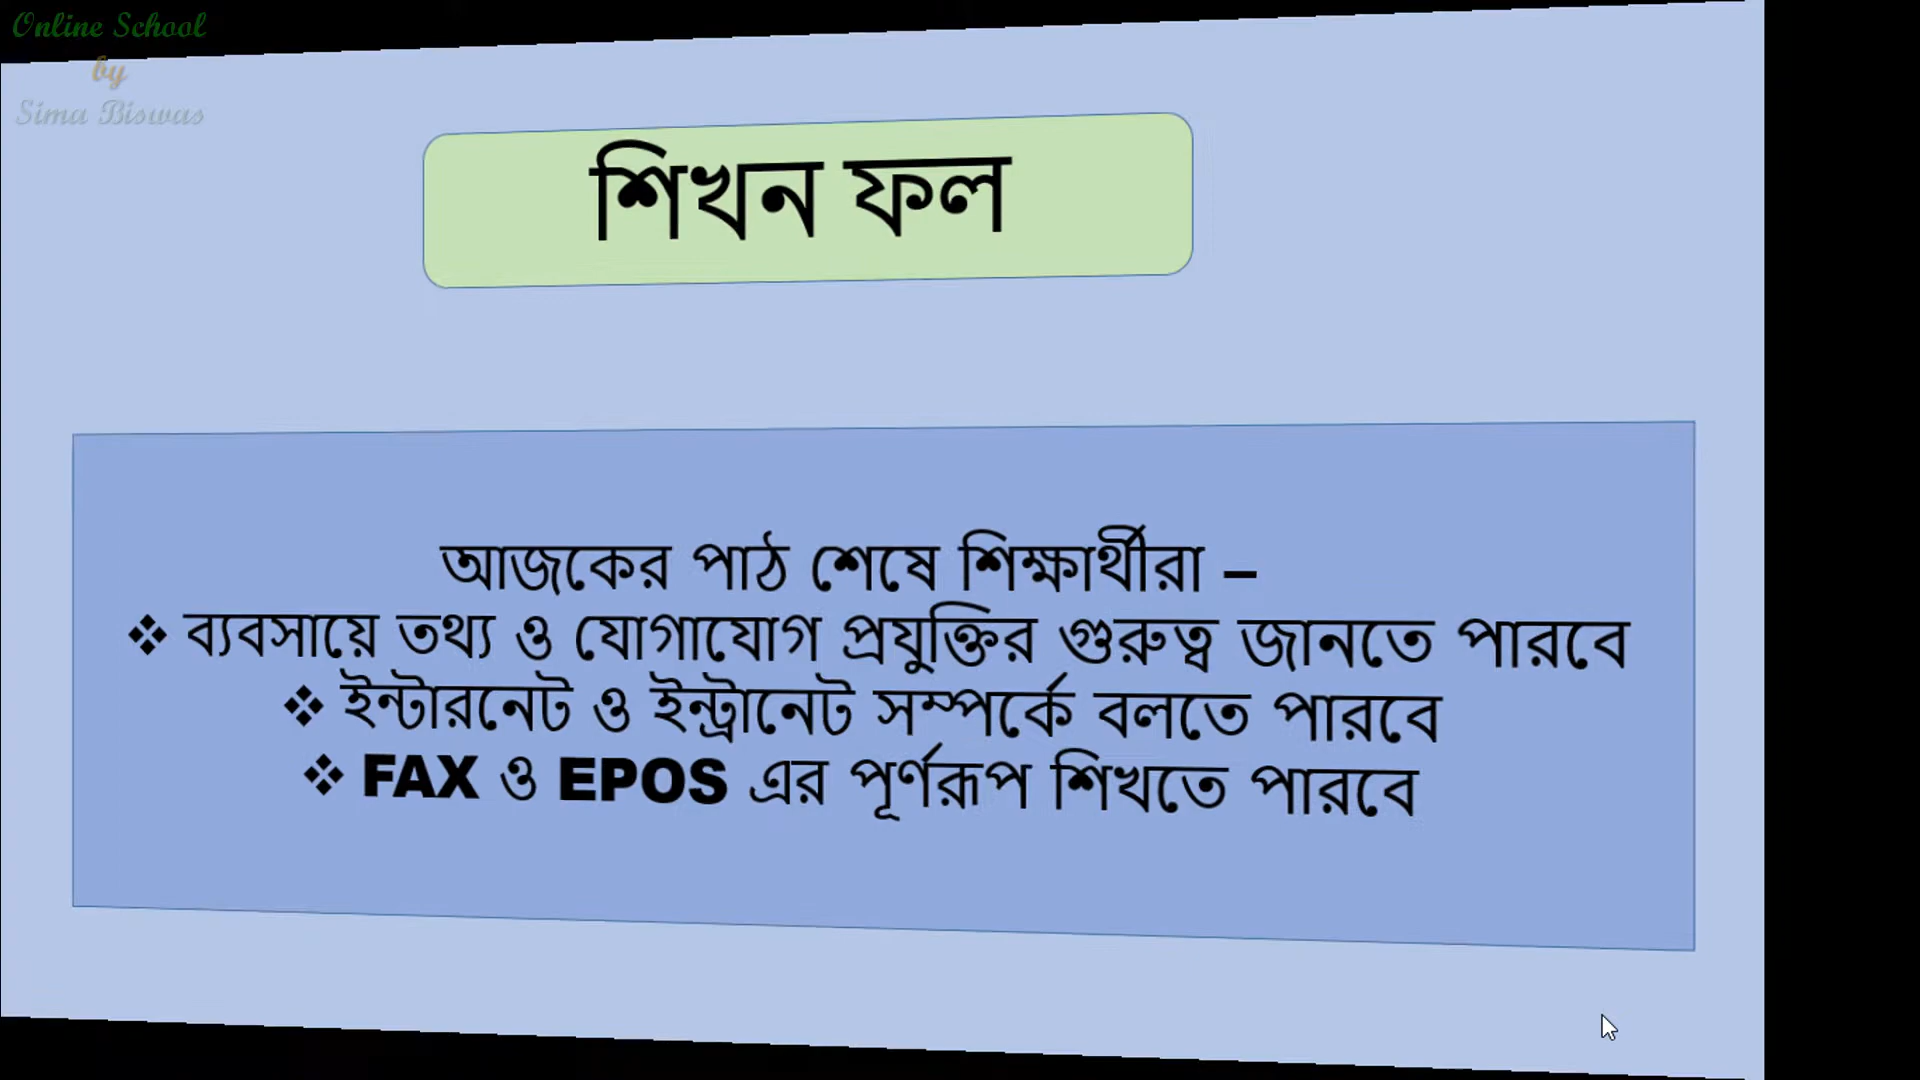 Online School
by
Sima Biswas
শিখন ফল
আজকের পাঠ শেষে শিক্ষার্থীরা –
❖ ব্যবসায়ে তথ্য ও যোগাযোগ প্রযুক্তির গুরুত্ব জানতে পারবে
❖ ইন্টারনেট ও ইন্ট্রানেট সম্পর্কে বলতে পারবে
❖ FAX ও EPOS এর পূর্ণরূপ শিখতে পারবে